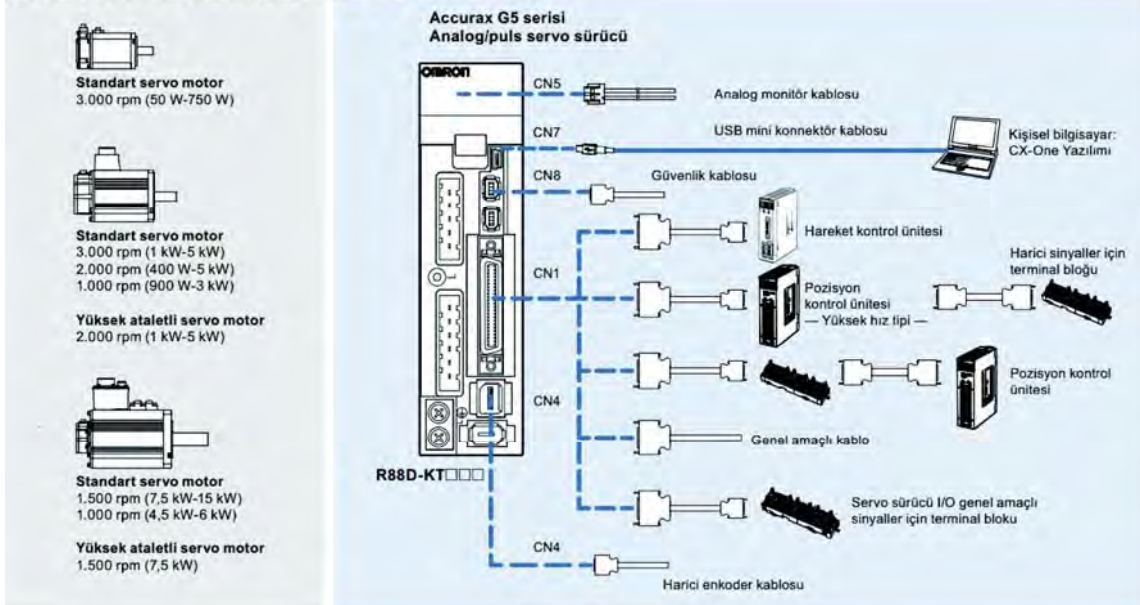 Standart servo motor
3.000 rpm (50 W-750 W)
Standart servo motor
3.000 rpm (1 kW-5 kW)
2.000 rpm (400 W-5 kW)
1.000 rpm (900 W-3 kW)
Yüksek ataletli servo motor
2.000 rpm (1 kW-5 kW)
Standart servo motor
1.500 rpm (7,5 kW-15 kW)
1.000 rpm (4,5 kW-6 kW)
Yüksek ataletli servo motor
1.500 rpm (7,5 kW)
Accurax G5 serisi
Analog/puls servo sürücü
OMRON
CN5
Analog monitör kablosu
CN7
USB mini konnektör kablosu
Kişisel bilgisayar:
CX-One Yazılımı
CN8
Güvenlik kablosu
Hareket kontrol ünitesi
CN1
Harici sinyaller için
terminal bloğu
Pozisyon
kontrol ünitesi
— Yüksek hız tipi —
Pozisyon kontrol
ünitesi
CN4
Genel amaçlı kablo
R88D-KT□□□
Servo sürücü I/O genel amaçlı
sinyaller için terminal bloku
CN4
Harici enkoder kablosu